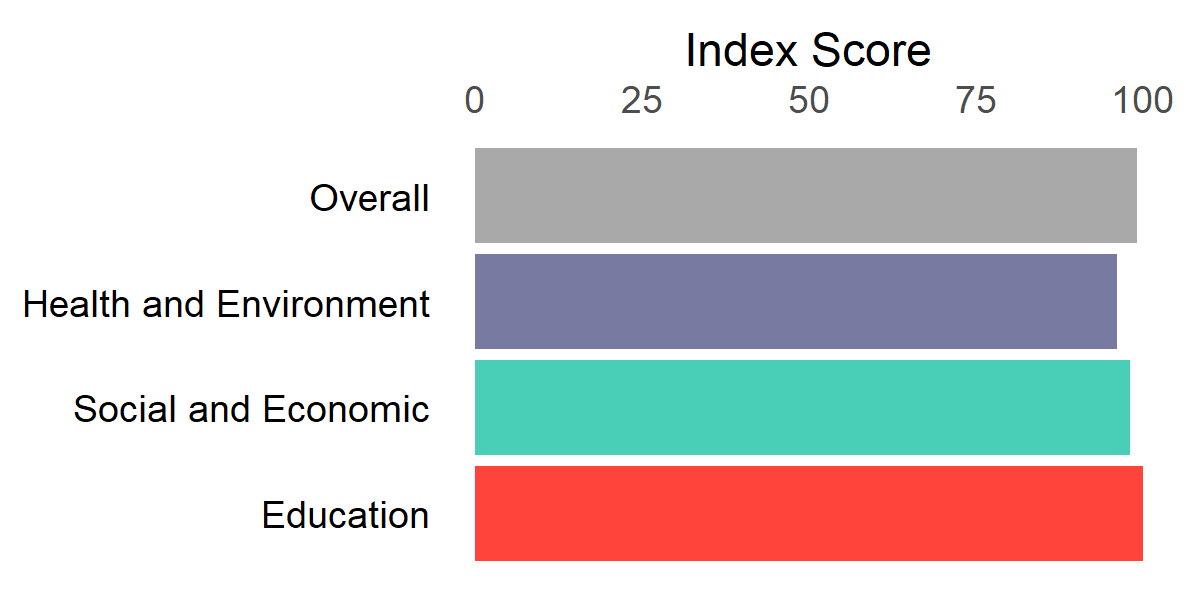 Index Score
0 25 50 75 100
Overall
Health and Environment
Social and Economic
Education